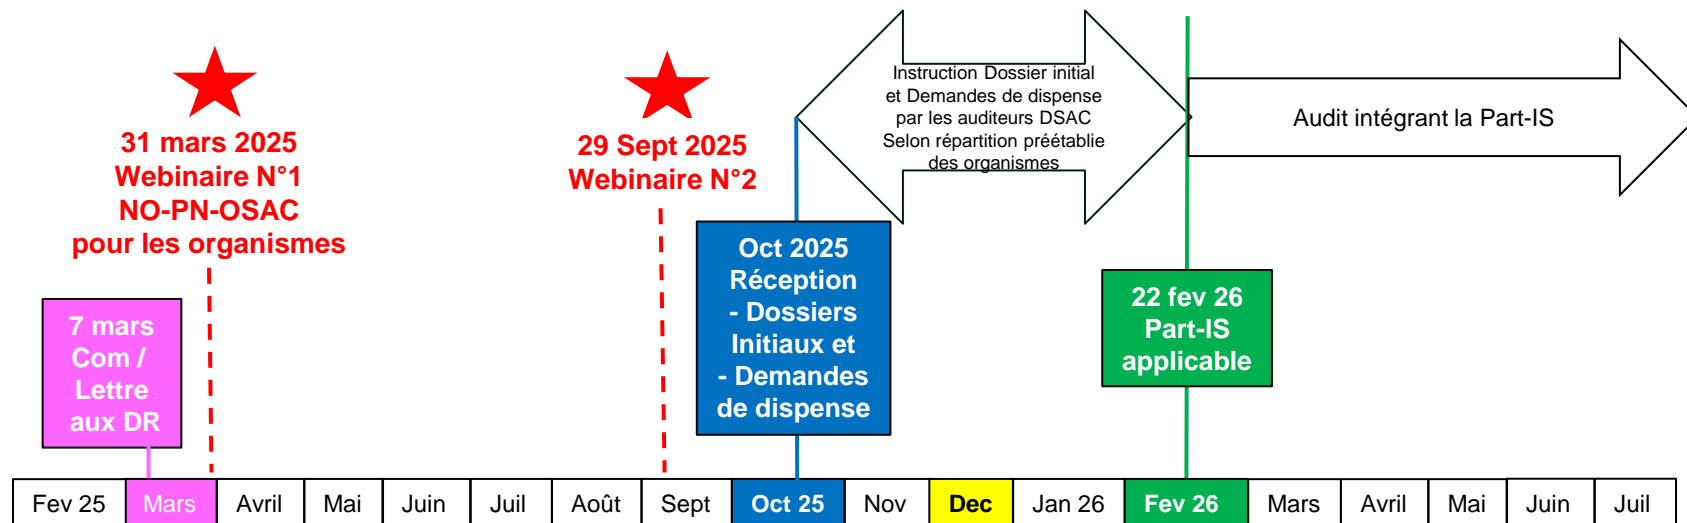 31 mars 2025
Webinaire N°1
NO-PN-OSAC
pour les organismes
29 Sept 2025
Webinaire N°2
Instruction Dossier initial
et Demandes de dispense
par les auditeurs DSAC
Selon répartition préétablie
des organismes
Audit intégrant la Part-IS
7 mars
Com /
Lettre
aux DR
Oct 2025
Réception
- Dossiers
Initiaux et
- Demandes
de dispense
22 fev 26
Part-IS
applicable
Fev 25 Mars Avril Mai Juin Juil Août Sept Oct 25 Nov Dec Jan 26 Fev 26 Mars Avril Mai Juin Juil